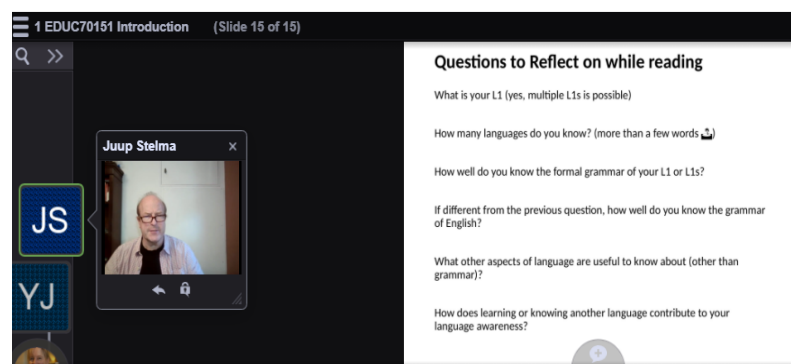 1 EDUC70151 Introduction (Slide 15 of 15)
Juup Stelma
JS
YJ
Questions to Reflect on while reading
What is your L1 (yes, multiple L1s is possible)
How many languages do you know? (more than a few words )
How well do you know the formal grammar of your L1 or L1s?
If different from the previous question, how well do you know the grammar
of English?
What other aspects of language are useful to know about (other than
grammar)?
How does learning or knowing another language contribute to your
language awareness?